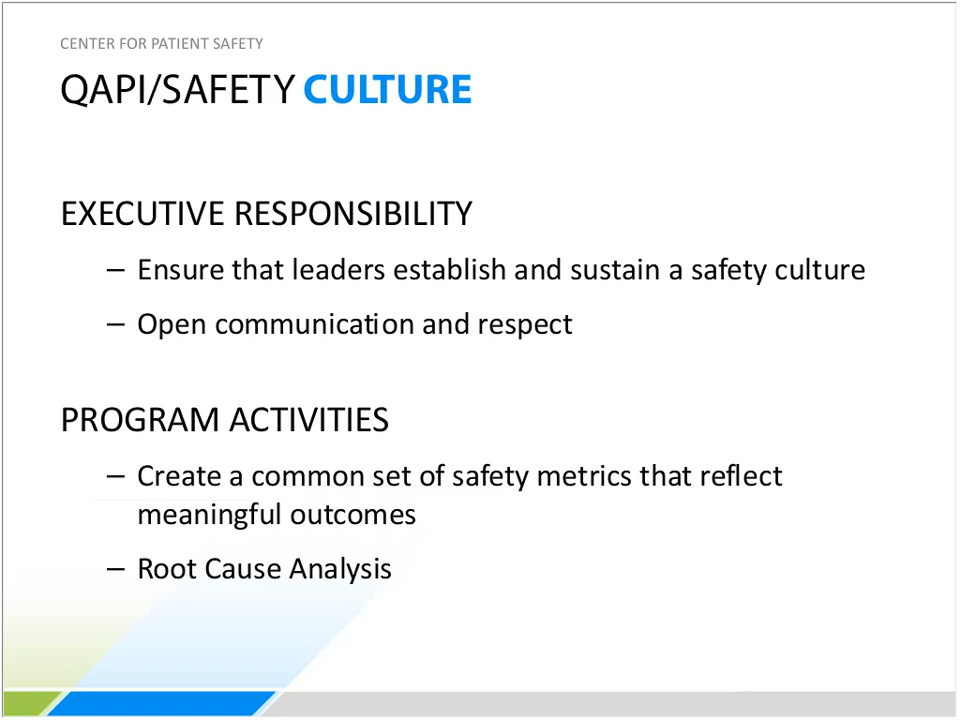 CENTER FOR PATIENT SAFETY
QAPI/SAFETY CULTURE
EXECUTIVE RESPONSIBILITY
– Ensure that leaders establish and sustain a safety culture
– Open communication and respect
PROGRAM ACTIVITIES
– Create a common set of safety metrics that reflect
meaningful outcomes
– Root Cause Analysis